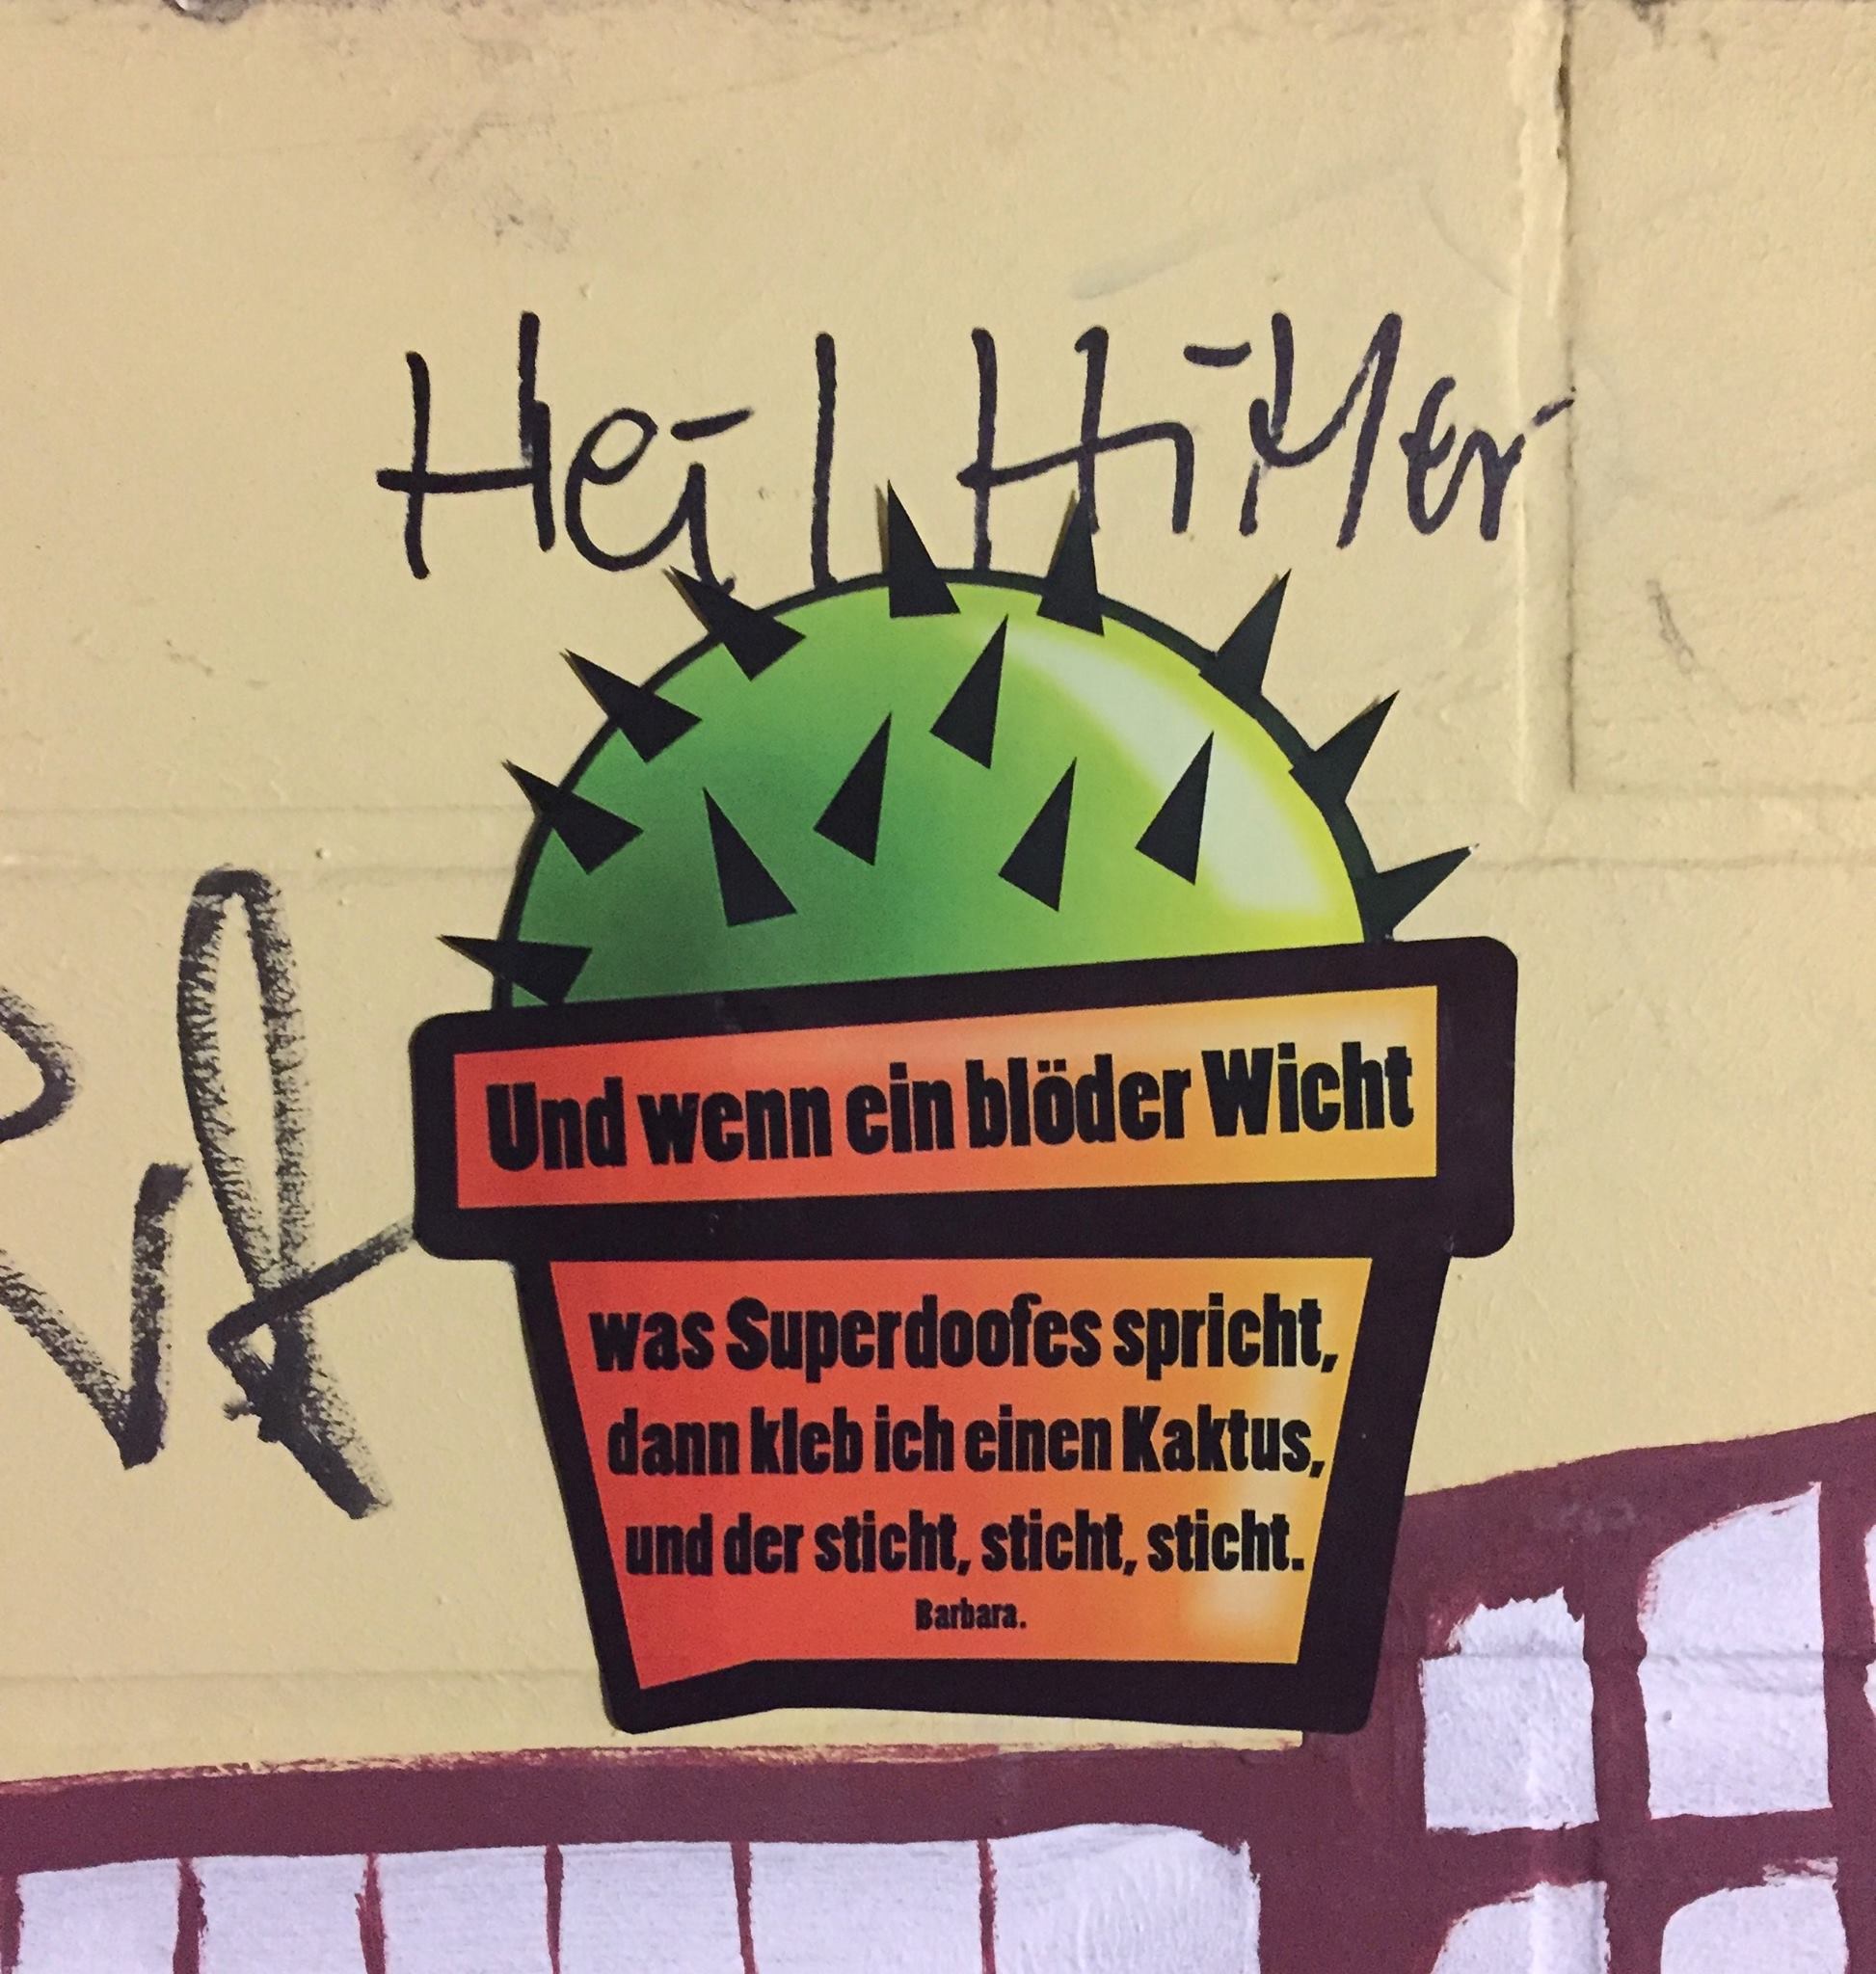 Heil Hitler
Und wenn ein blöder Wicht
was Superdoofes spricht,
dann kleb ich einen Kaktus,
und der sticht, sticht, sticht.
Barbara.